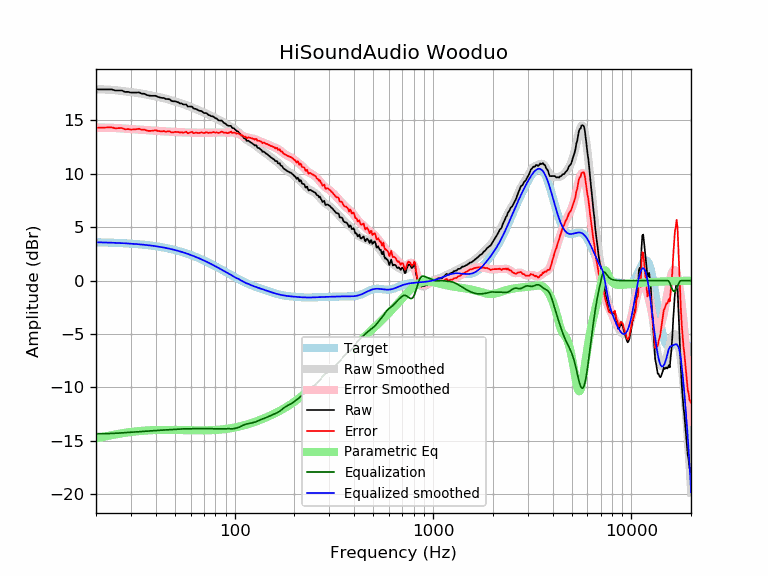 HiSoundAudio Wooduo
Amplitude (dBr)
15
10
5
0
−5
−10
−15
−20
Target
Raw Smoothed
Error Smoothed
Raw
Error
Parametric Eq
Equalization
Equalized smoothed
100
1000
10000
Frequency (Hz)